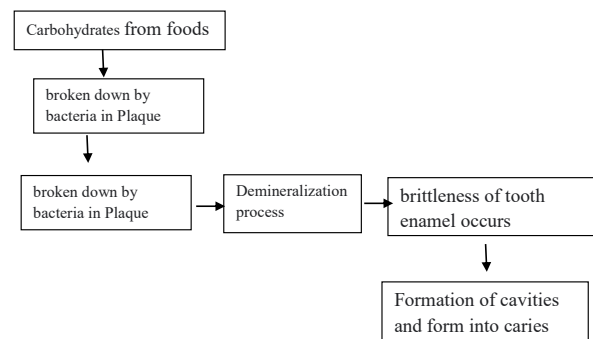 Carbohydrates from foods
broken down by
bacteria in Plaque
broken down by
bacteria in Plaque
Demineralization
process
brittleness of tooth
enamel occurs
Formation of cavities
and form into caries